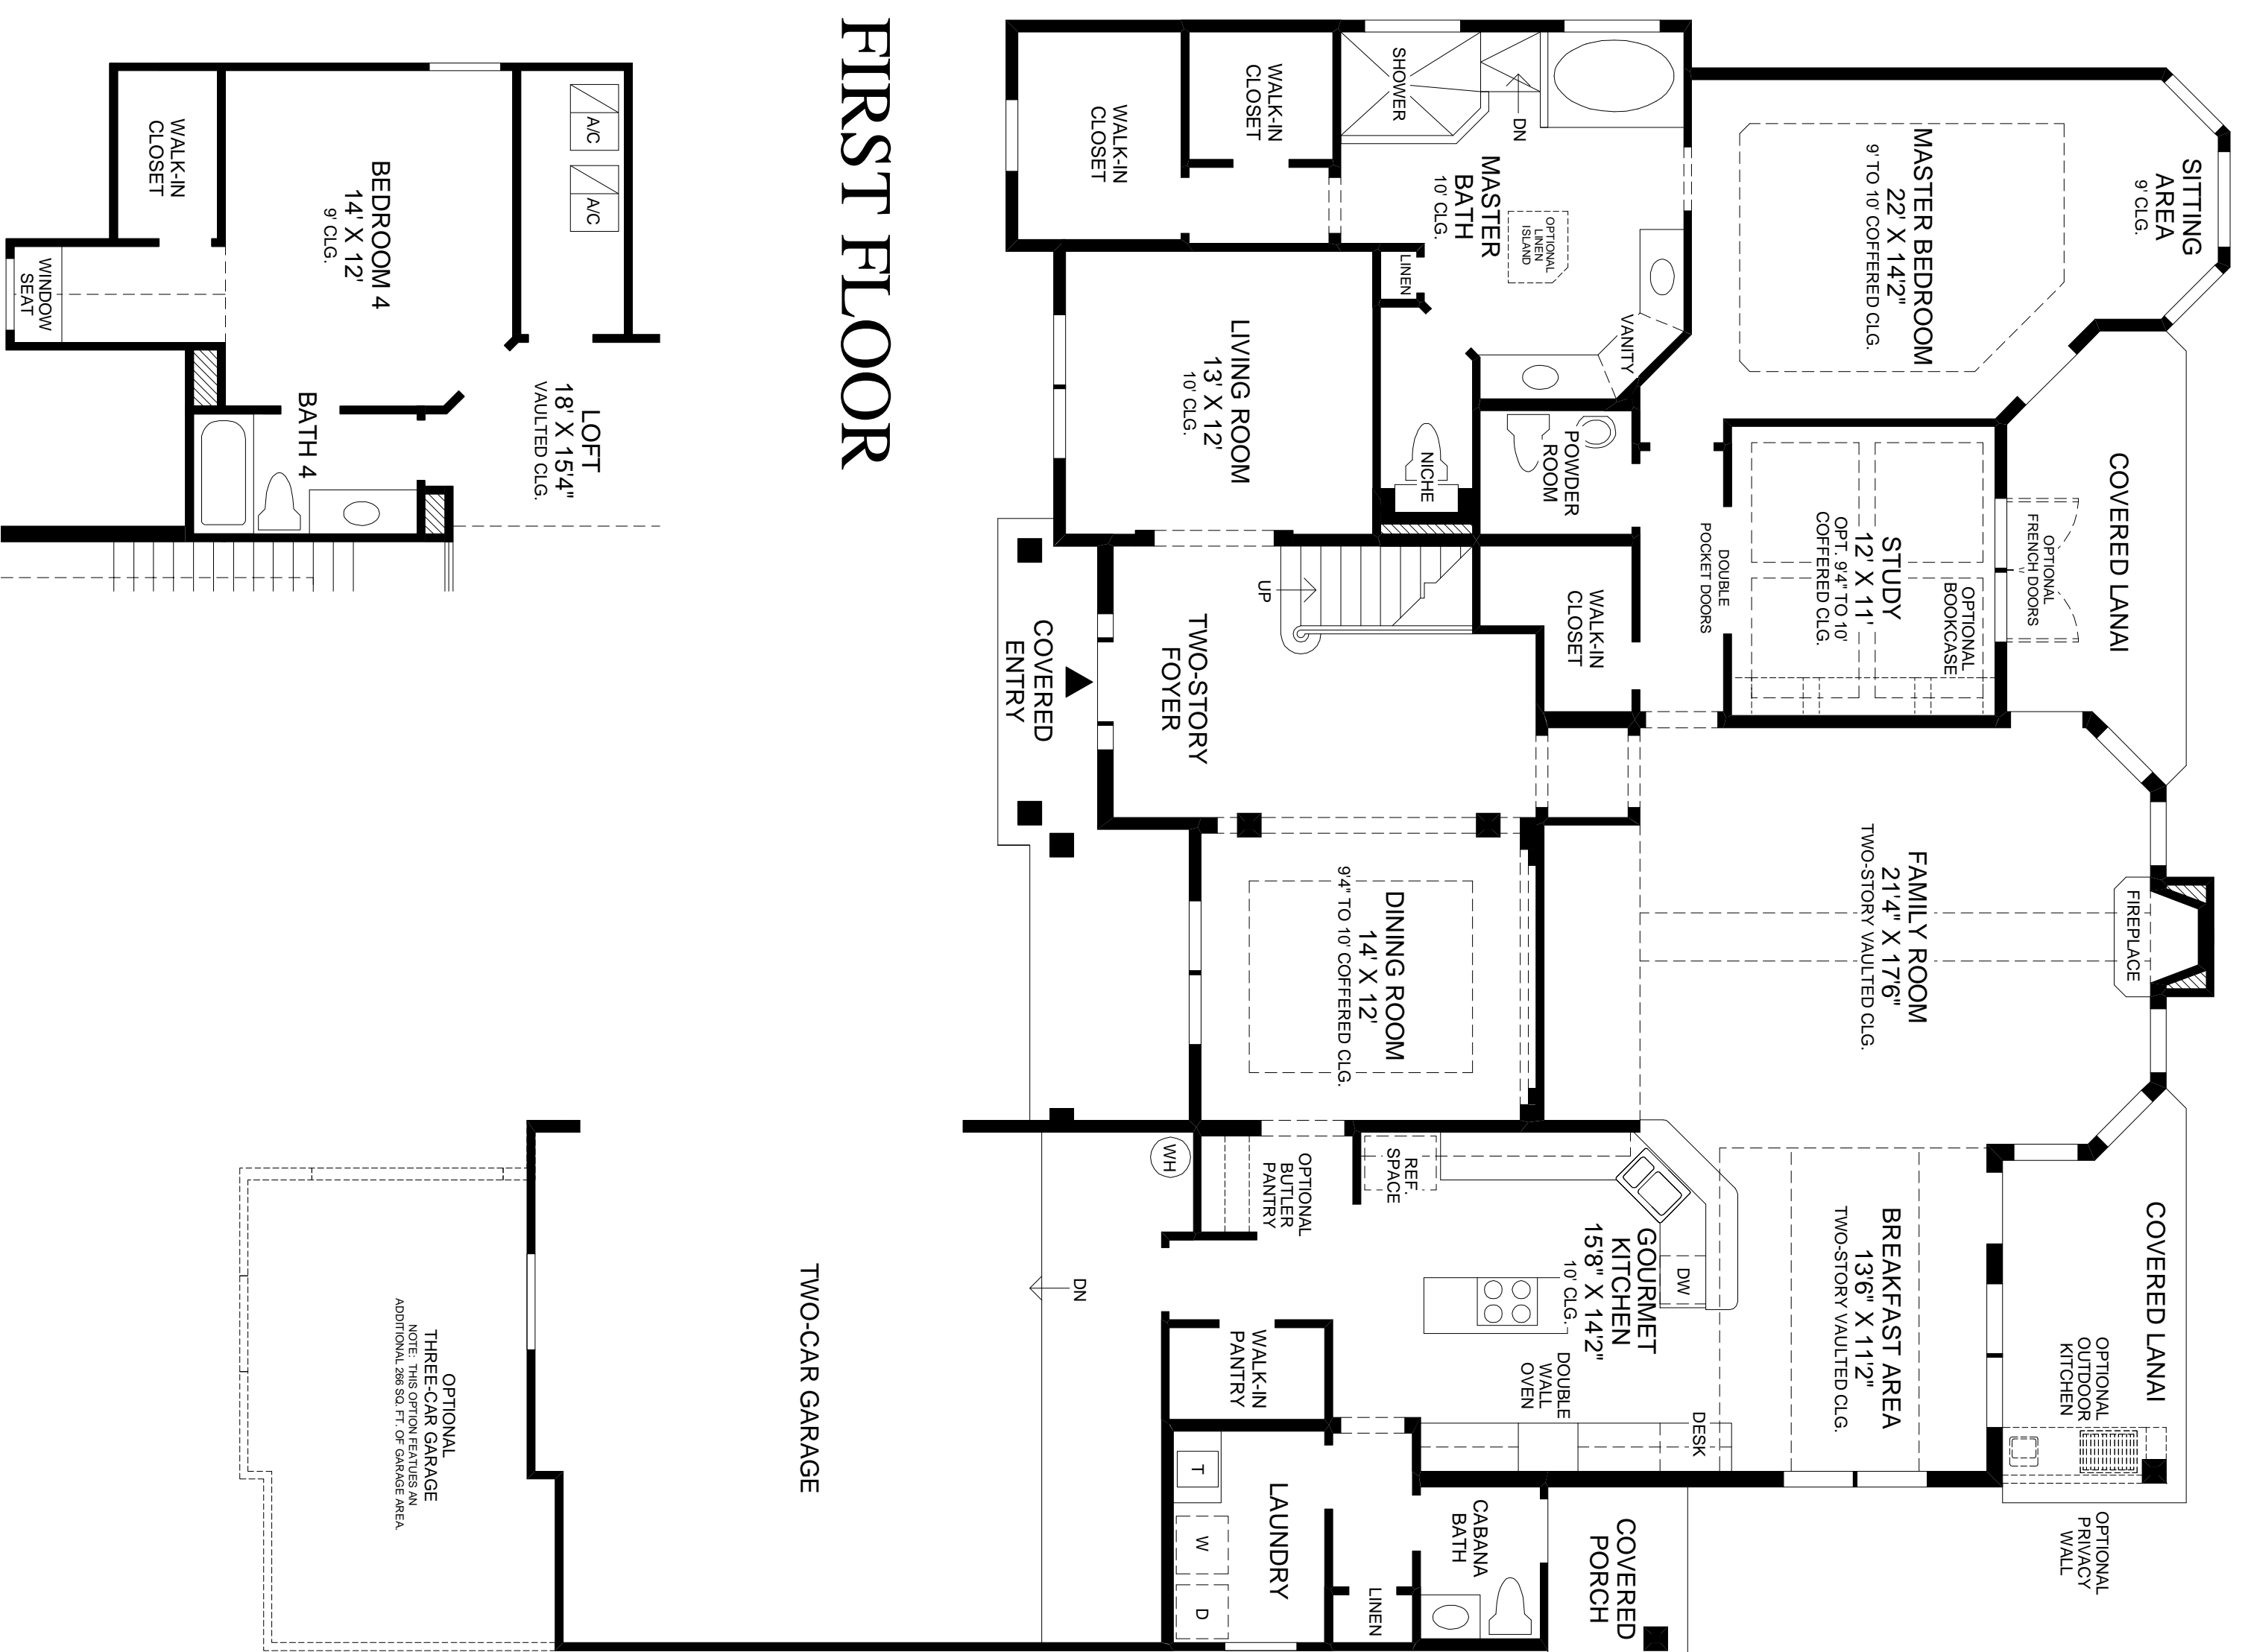 SITTING
AREA
9' CLG.
MASTER BEDROOM
22' X 14'2"
9' TO 10' COFFERED CLG.
COVERED LANAI
OPTIONAL
FRENCH DOORS
OPTIONAL
BOOKCASE
STUDY
12' X 11'
OPT. 9'4" TO 10'
COFFERED CLG.
DOUBLE
POCKET DOORS
FIREPLACE
FAMILY ROOM
21'4" X 17'6"
TWO-STORY VAULTED CLG.
COVERED LANAI
OPTIONAL
OUTDOOR
KITCHEN
OPTIONAL
PRIVACY
WALL
BREAKFAST AREA
13'6" X 11'2"
TWO-STORY VAULTED CLG.
SHOWER
DN
MASTER
BATH
10' CLG.
OPTIONAL
LINEN
ISLAND
VANITY
LINEN
NICHE
POWDER
ROOM
WALK-IN
CLOSET
WALK-IN
CLOSET
WALK-IN
CLOSET
LIVING ROOM
13' X 12'
10' CLG.
UP
TWO-STORY
FOYER
COVERED
ENTRY
DINING ROOM
14' X 12'
9'4" TO 10' COFFERED CLG.
REF.
SPACE
OPTIONAL
BUTLER
PANTRY
WH
DW
GOURMET
KITCHEN
15'8" X 14'2"
10' CLG.
DOUBLE
WALL
OVEN
DESK
WALK-IN
PANTRY
DN
LAUNDRY
T
W
D
LINEN
CABANA
BATH
COVERED
PORCH
TWO-CAR GARAGE
OPTIONAL
THREE-CAR GARAGE
NOTE: THIS OPTION FEATUES AN
ADDITIONAL 266 SQ. FT. OF GARAGE AREA.
FIRST FLOOR
A/C
A/C
LOFT
18' X 15'4"
VAULTED CLG.
BEDROOM 4
14' X 12'
9' CLG.
BATH 4
WALK-IN
CLOSET
WINDOW
SEAT